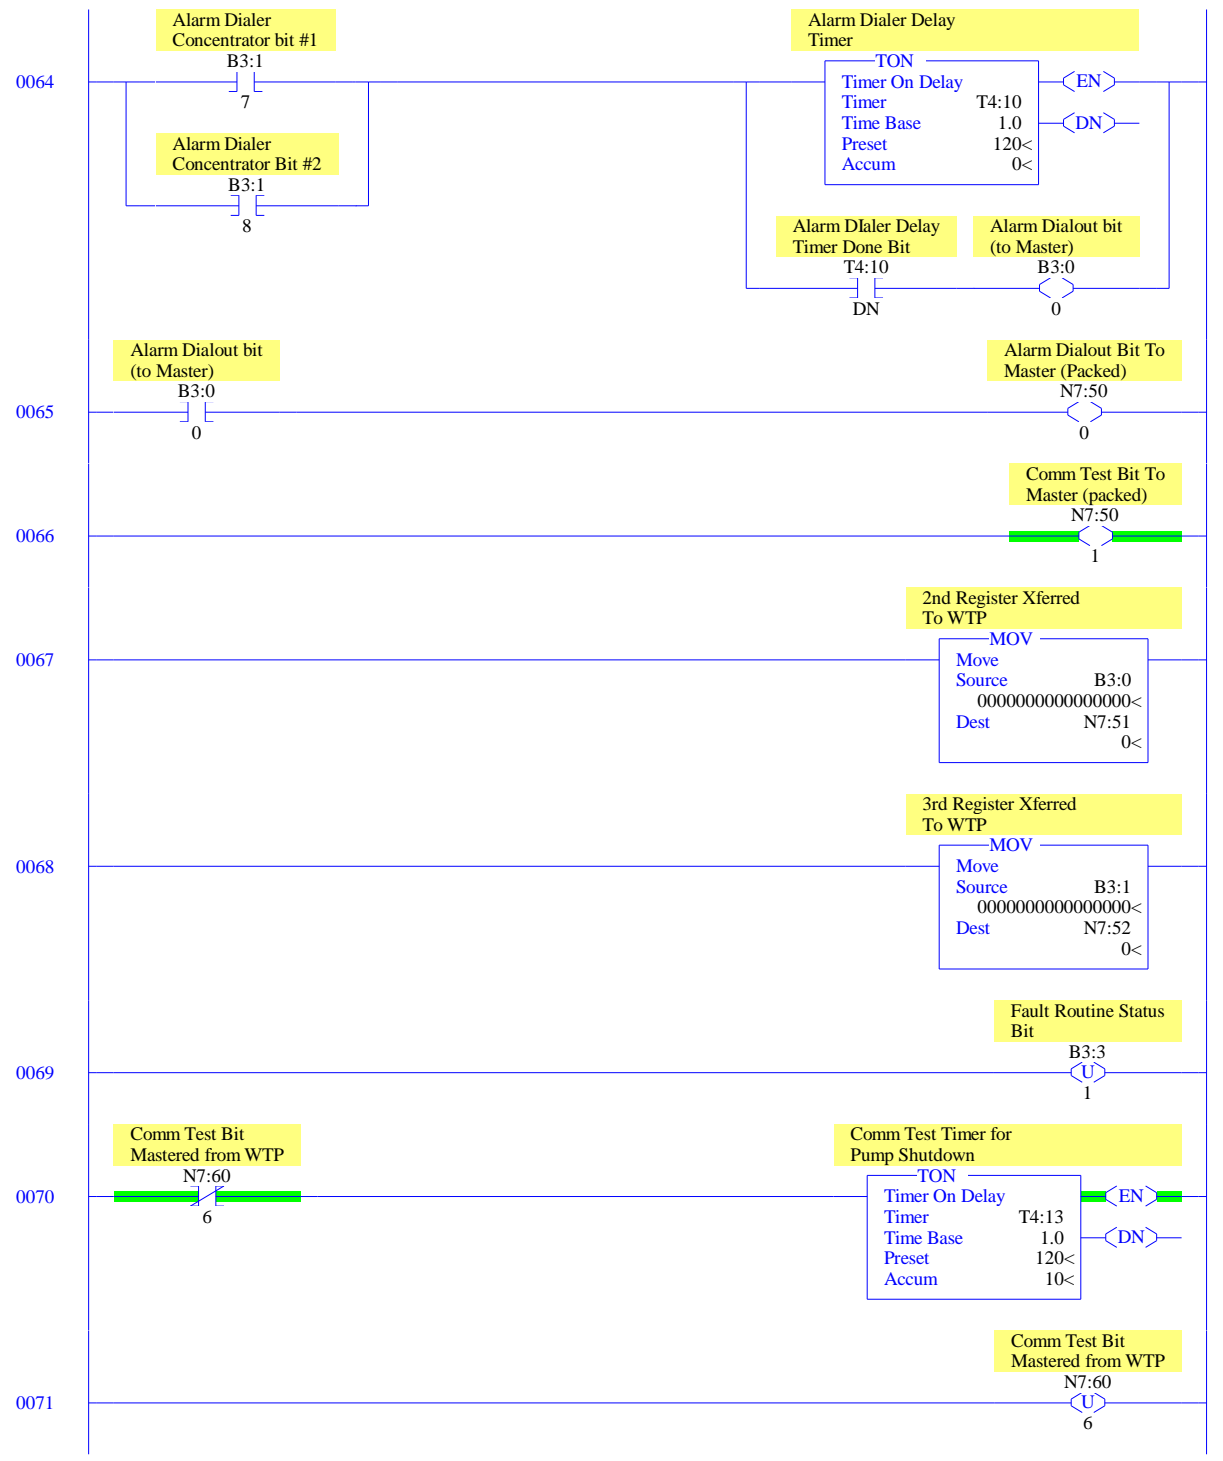 Alarm Dialer
Concentrator bit #1
B3:1
7
Alarm Dialer
Concentrator Bit #2
B3:1
8
0064
Alarm Dialer Delay
Timer
TON
Timer On Delay
Timer T4:10
Time Base 1.0
Preset 120<
Accum 0<
EN
DN
Alarm DIaler Delay
Timer Done Bit
T4:10
DN
Alarm Dialout bit
(to Master)
B3:0
0
0065
Alarm Dialout bit
(to Master)
B3:0
0
Alarm Dialout Bit To
Master (Packed)
N7:50
0
0066
Comm Test Bit To
Master (packed)
N7:50
1
0067
2nd Register Xferred
To WTP
MOV
Move
Source B3:0
0000000000000000<
Dest N7:51
0<
0068
3rd Register Xferred
To WTP
MOV
Move
Source B3:1
0000000000000000<
Dest N7:52
0<
0069
Fault Routine Status
Bit
B3:3
U
1
0070
Comm Test Bit
Mastered from WTP
N7:60
6
Comm Test Timer for
Pump Shutdown
TON
Timer On Delay
Timer T4:13
Time Base 1.0
Preset 120<
Accum 10<
EN
DN
0071
Comm Test Bit
Mastered from WTP
N7:60
U
6